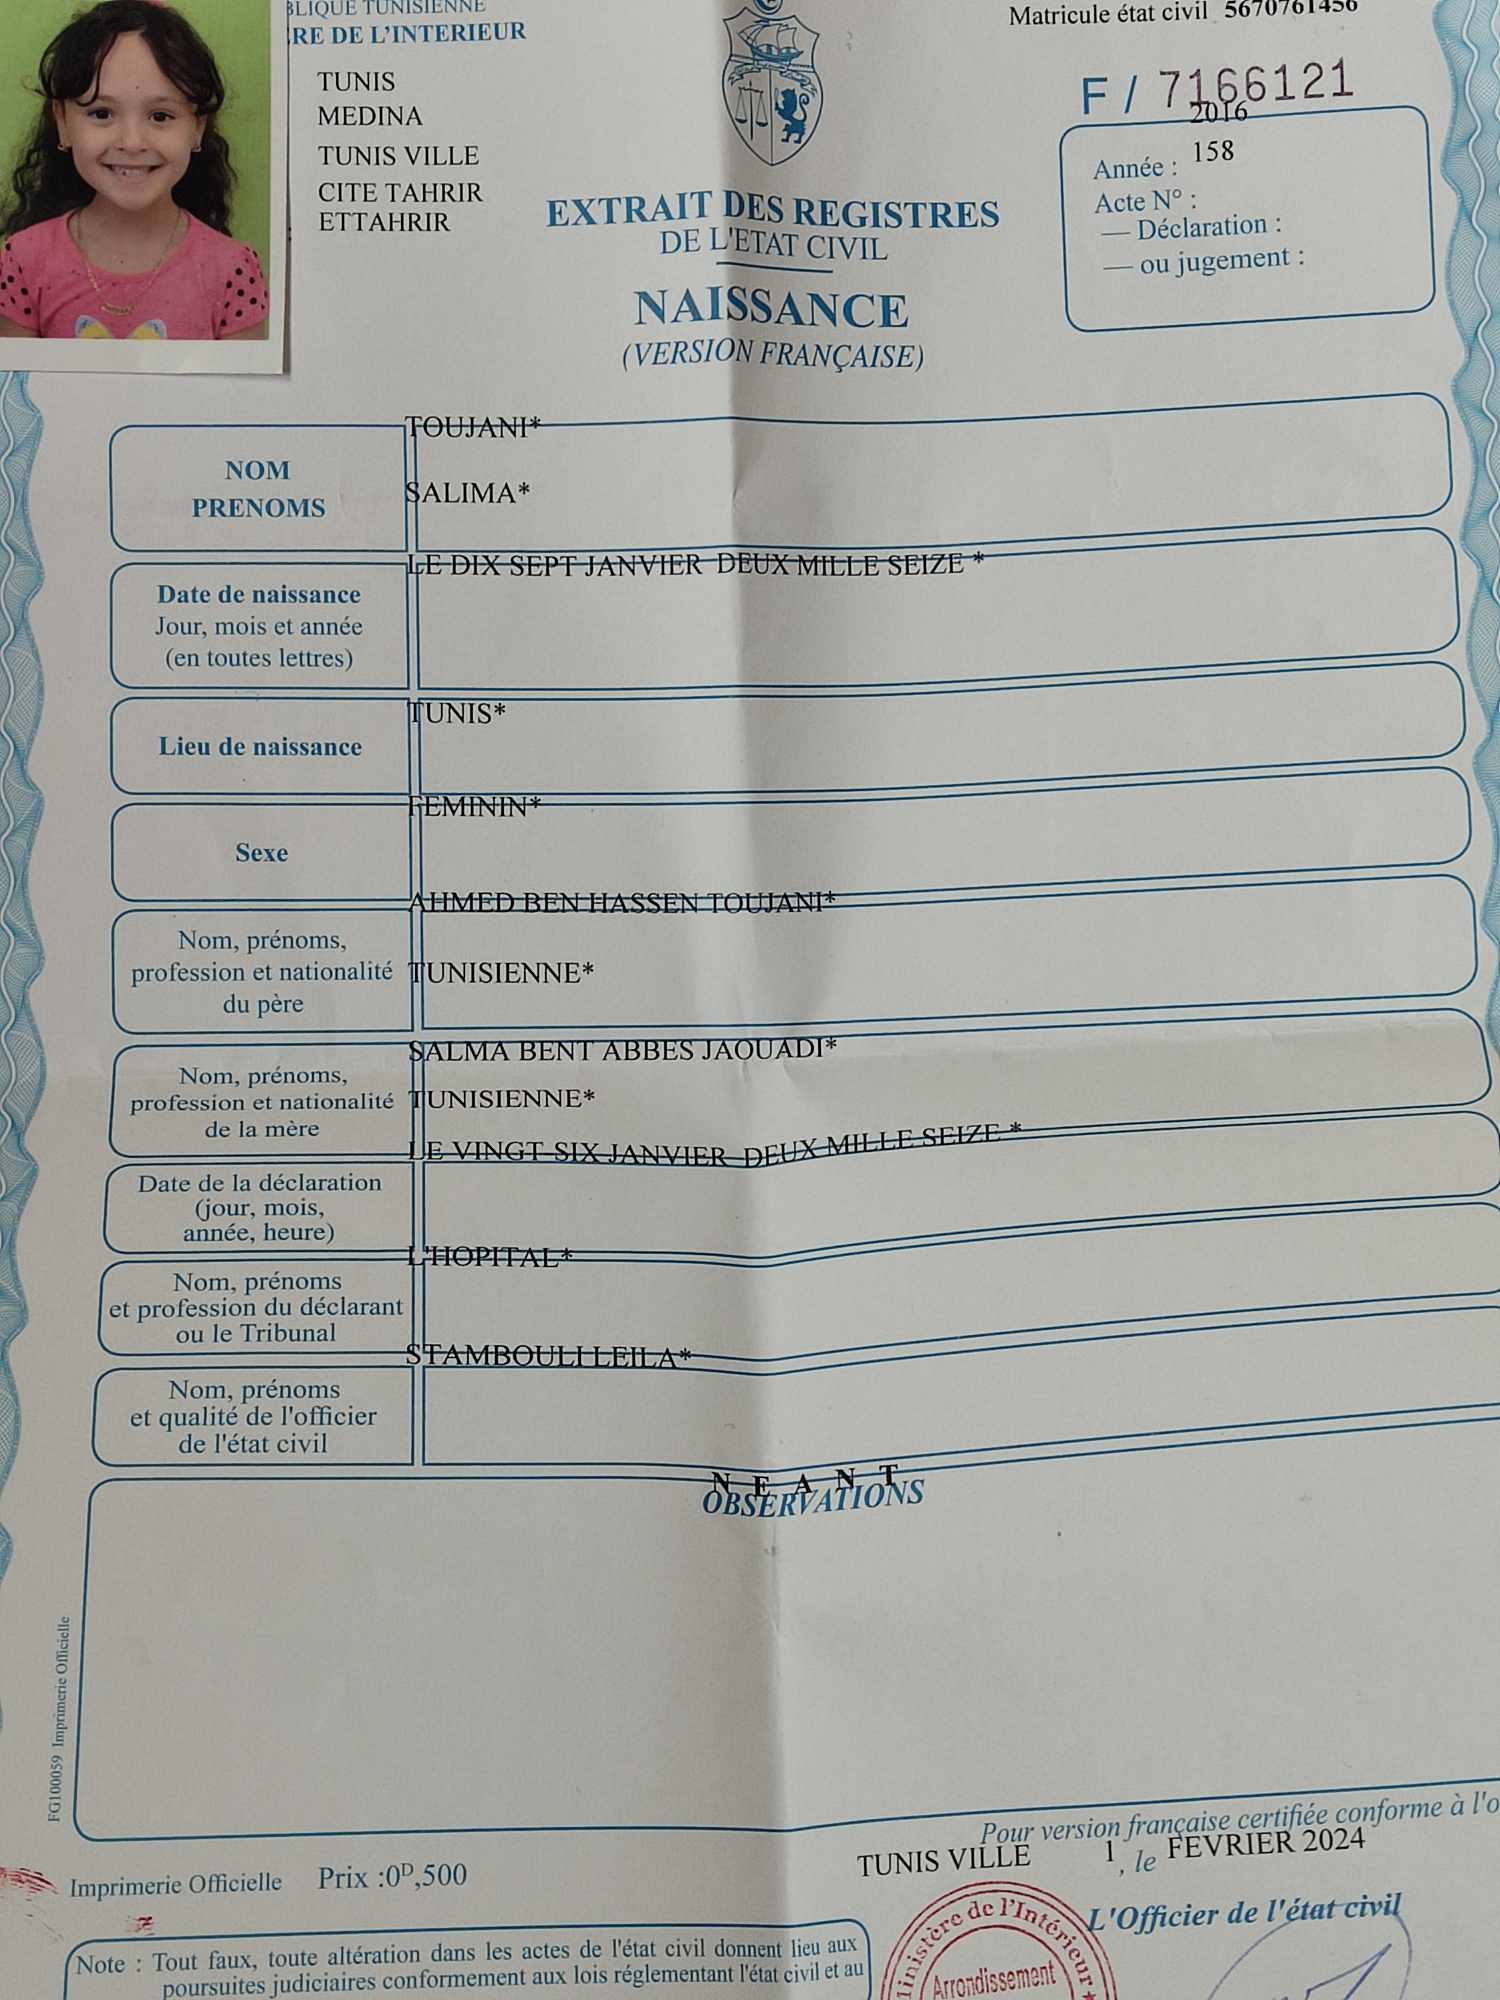 BLIQUE TUNISIENNE
RE DE L'INTERIEUR
TUNIS
MEDINA
TUNIS VILLE
CITE TAHRIR
ETTAHRIR
Matricule état civil 5670761456
F / 7166121
2016
Année : 158
Acte N° :
— Déclaration :
— ou jugement :
EXTRAIT DES REGISTRES
DE L'ETAT CIVIL
NAISSANCE
(VERSION FRANÇAISE)
TOUJANI*
NOM
PRENOMS
SALIMA*
LE DIX SEPT JANVIER DEUX MILLE SEIZE *
Date de naissance
Jour, mois et année
(en toutes lettres)
TUNIS*
Lieu de naissance
FEMININ*
Sexe
AHMED BEN HASSEN TOUJANI*
Nom, prénoms,
profession et nationalité
du père
TUNISIENNE*
SALMA BENT ABBES JAOUADI*
Nom, prénoms,
profession et nationalité
de la mère
TUNISIENNE*
LE VINGT SIX JANVIER DEUX MILLE SEIZE *
Date de la déclaration
(jour, mois,
année, heure)
L'HOPITAL*
Nom, prénoms
et profession du déclarant
ou le Tribunal
STAMBOULI LEILA*
Nom, prénoms
et qualité de l'officier
de l'état civil
N E A N T
OBSERVATIONS
FG100059 Imprimerie Officielle
Pour version française certifiée conforme à l'o
TUNIS VILLE 1 , le FEVRIER 2024
Imprimerie Officielle Prix :0D,500
L'Officier de l'état civil
Note : Tout faux, toute altération dans les actes de l'état civil donnent lieu aux
poursuites judiciaires conformement aux lois réglementant l'état civil et au
inistère de l'Intérieur
Arrondissement